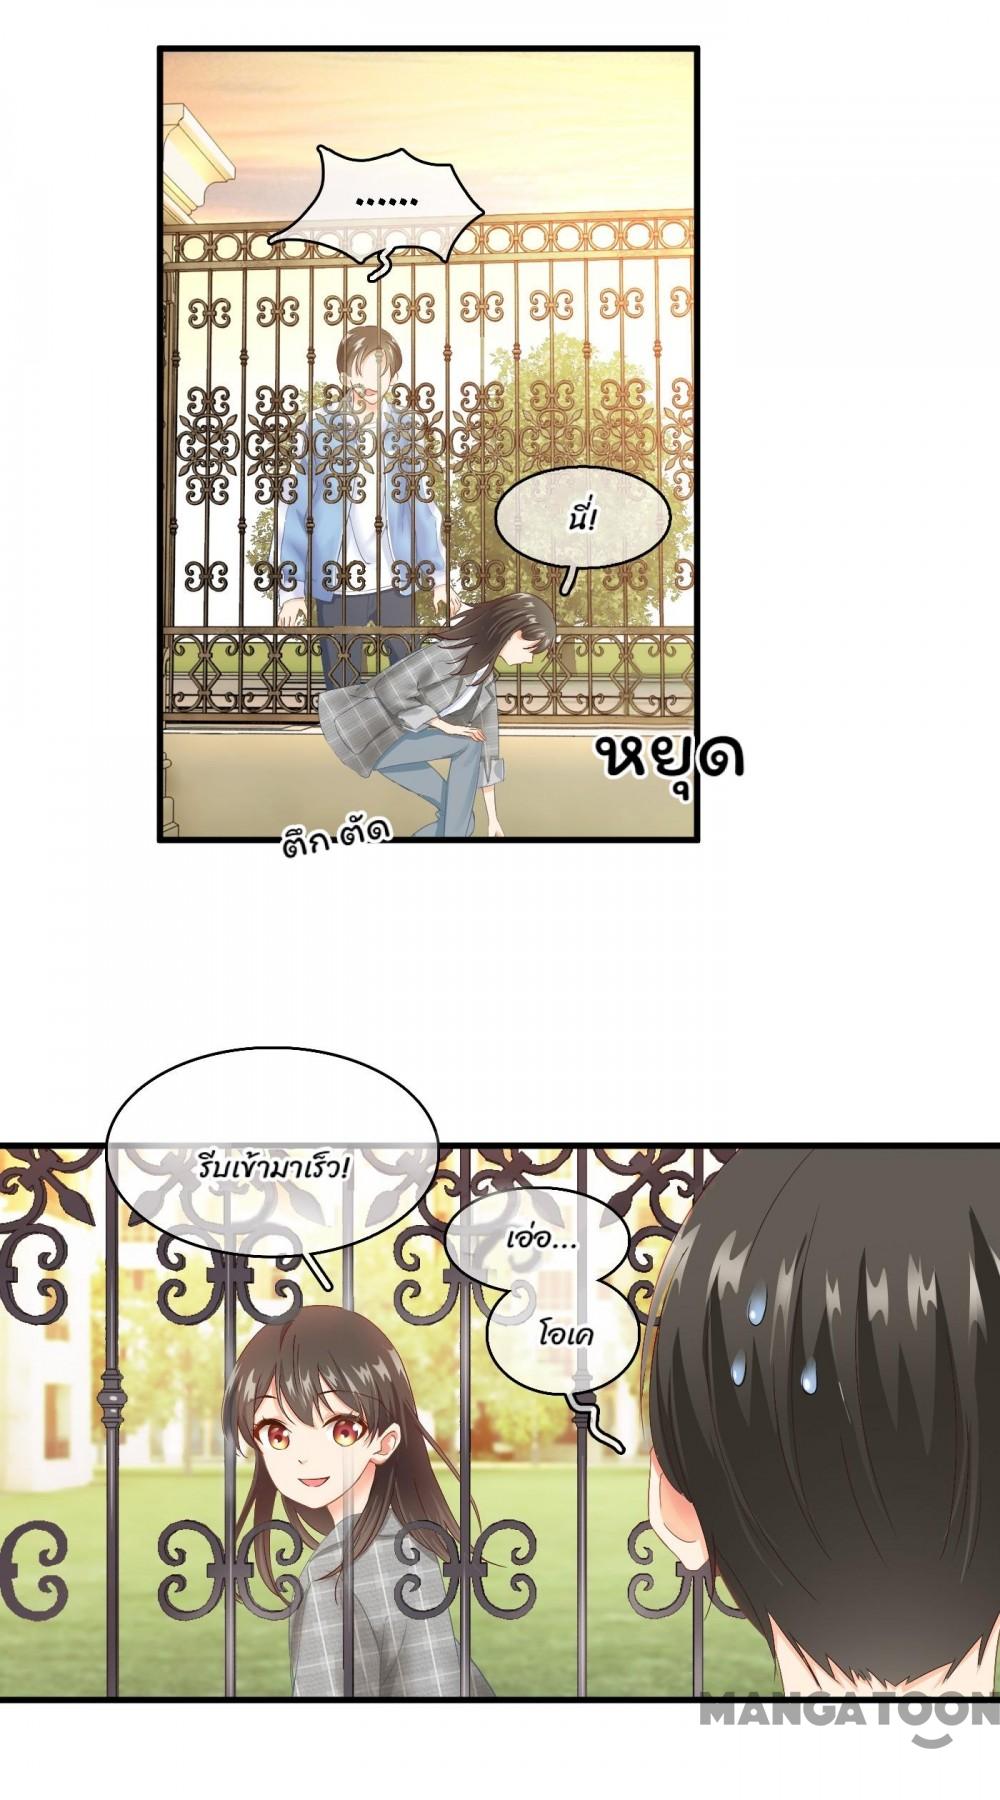 ......
นี่!
หยุด
ตึก ตัด
รีบเข้ามาเร็ว!
เอ่อ...
โอเค
MANGATOON